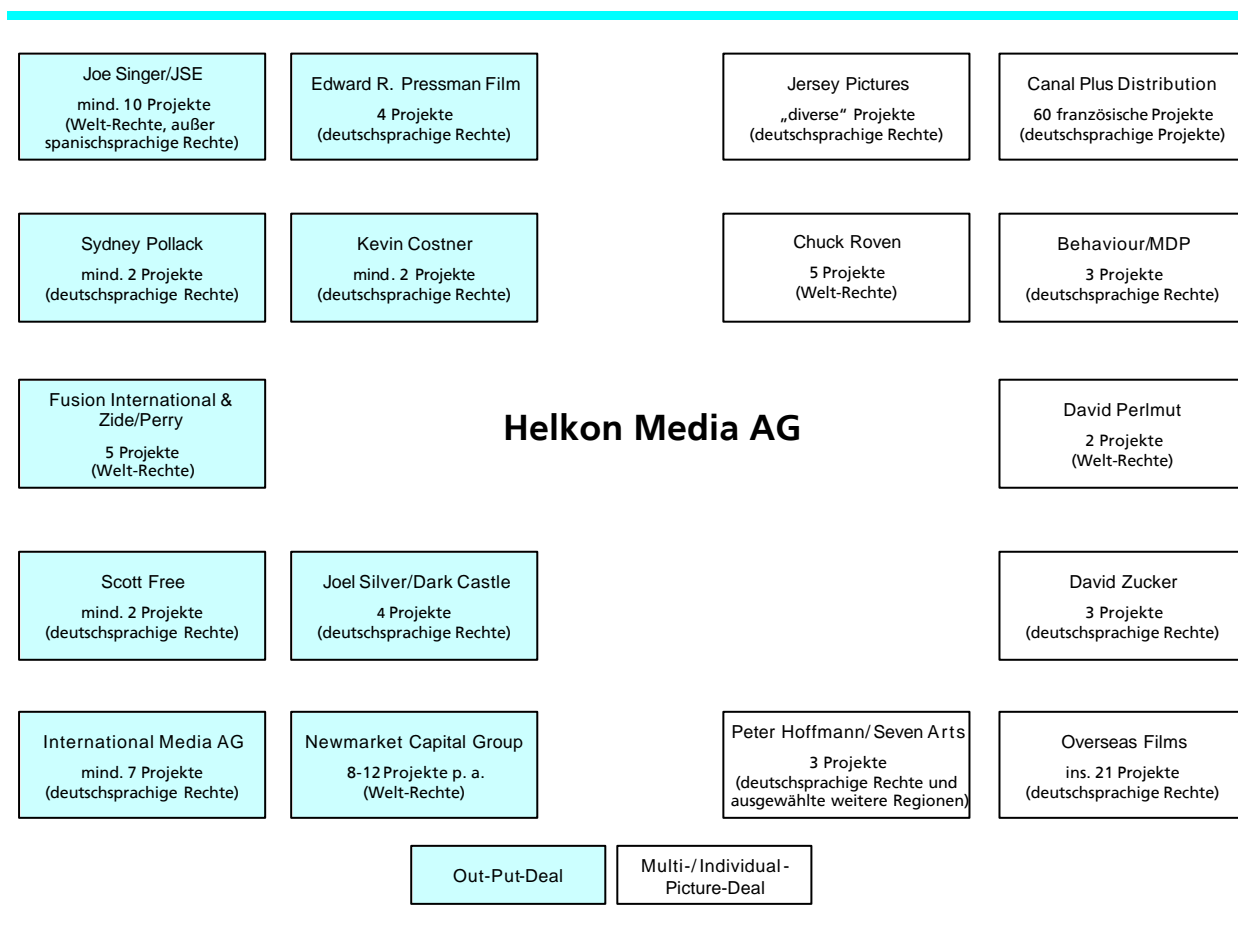 Joe Singer/JSE
mind. 10 Projekte
(Welt-Rechte, außer
spanischsprachige Rechte)
Edward R. Pressman Film
4 Projekte
(deutschsprachige Rechte)
Jersey Pictures
„diverse“ Projekte
(deutschsprachige Rechte)
Canal Plus Distribution
60 französische Projekte
(deutschsprachige Projekte)
Sydney Pollack
mind. 2 Projekte
(deutschsprachige Rechte)
Kevin Costner
mind. 2 Projekte
(deutschsprachige Rechte)
Chuck Roven
5 Projekte
(Welt-Rechte)
Behaviour/MDP
3 Projekte
(deutschsprachige Rechte)
Fusion International &
Zide/Perry
5 Projekte
(Welt-Rechte)
Helkon Media AG
David Perlmut
2 Projekte
(Welt-Rechte)
Scott Free
mind. 2 Projekte
(deutschsprachige Rechte)
Joel Silver/Dark Castle
4 Projekte
(deutschsprachige Rechte)
David Zucker
3 Projekte
(deutschsprachige Rechte)
International Media AG
mind. 7 Projekte
(deutschsprachige Rechte)
Newmarket Capital Group
8-12 Projekte p. a.
(Welt-Rechte)
Peter Hoffmann/Seven Arts
3 Projekte
(deutschsprachige Rechte und
ausgewählte weitere Regionen)
Overseas Films
ins. 21 Projekte
(deutschsprachige Rechte)
Out-Put-Deal
Multi-/Individual-
Picture-Deal